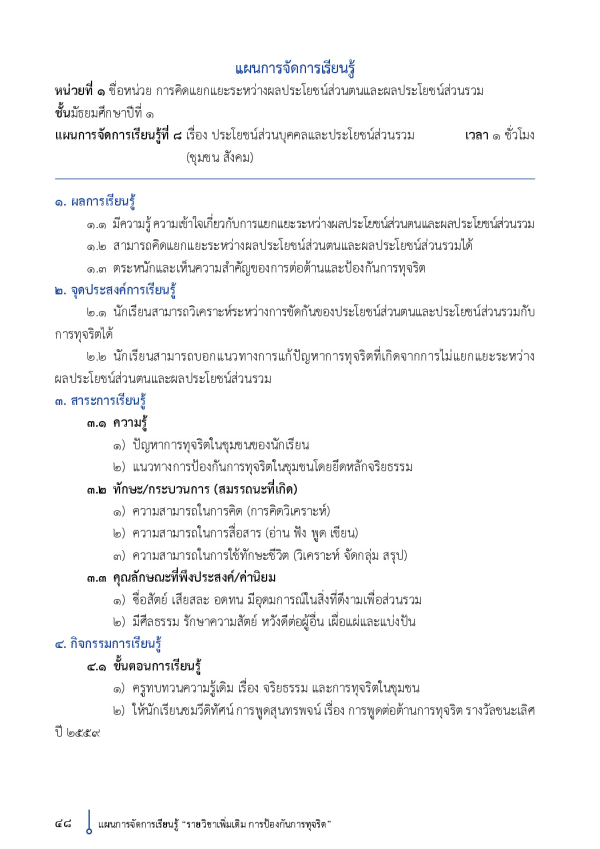 แผนการจัดการเรียนรู้
หน่วยที่ ๑ ชื่อหน่วย การคิดแยกแยะระหว่างผลประโยชน์ส่วนตนและผลประโยชน์ส่วนรวม
ชั้นมัธยมศึกษาปีที่ ๑
แผนการจัดการเรียนรู้ที่ ๘ เรื่อง ประโยชน์ส่วนบุคคลและประโยชน์ส่วนรวม เวลา ๑ ชั่วโมง
(ชุมชน สังคม)
๑. ผลการเรียนรู้
๑.๑ มีความรู้ ความเข้าใจเกี่ยวกับการแยกแยะระหว่างผลประโยชน์ส่วนตนและผลประโยชน์ส่วนรวม
๑.๒ สามารถคิดแยกแยะระหว่างผลประโยชน์ส่วนตนและผลประโยชน์ส่วนรวมได้
๑.๓ ตระหนักและเห็นความสำคัญของการต่อต้านและป้องกันการทุจริต
๒. จุดประสงค์การเรียนรู้
๒.๑ นักเรียนสามารถวิเคราะห์ระหว่างการขัดกันของประโยชน์ส่วนตนและประโยชน์ส่วนรวมกับ
การทุจริตได้
๒.๒ นักเรียนสามารถบอกแนวทางการแก้ปัญหาการทุจริตที่เกิดจากการไม่แยกแยะระหว่าง
ผลประโยชน์ส่วนตนและผลประโยชน์ส่วนรวม
๓. สาระการเรียนรู้
๓.๑ ความรู้
๑) ปัญหาการทุจริตในชุมชนของนักเรียน
๒) แนวทางการป้องกันการทุจริตในชุมชนโดยยึดหลักจริยธรรม
๓.๒ ทักษะ/กระบวนการ (สมรรถนะที่เกิด)
๑) ความสามารถในการคิด (การคิดวิเคราะห์)
๒) ความสามารถในการสื่อสาร (อ่าน ฟัง พูด เขียน)
๓) ความสามารถในการใช้ทักษะชีวิต (วิเคราะห์ จัดกลุ่ม สรุป)
๓.๓ คุณลักษณะที่พึงประสงค์/ค่านิยม
๑) ซื่อสัตย์ เสียสละ อดทน มีอุดมการณ์ในสิ่งที่ดีงามเพื่อส่วนรวม
๒) มีศีลธรรม รักษาความสัตย์ หวังดีต่อผู้อื่น เผื่อแผ่และแบ่งปัน
๔. กิจกรรมการเรียนรู้
๔.๑ ขั้นตอนการเรียนรู้
๑) ครูทบทวนความรู้เดิม เรื่อง จริยธรรม และการทุจริตในชุมชน
๒) ให้นักเรียนชมวีดิทัศน์ การพูดสุนทรพจน์ เรื่อง การพูดต่อต้านการทุจริต รางวัลชนะเลิศ
ปี ๒๕๕๙
๔๘ แผนการจัดการเรียนรู้ "รายวิชาเพิ่มเติม การป้องกันการทุจริต"